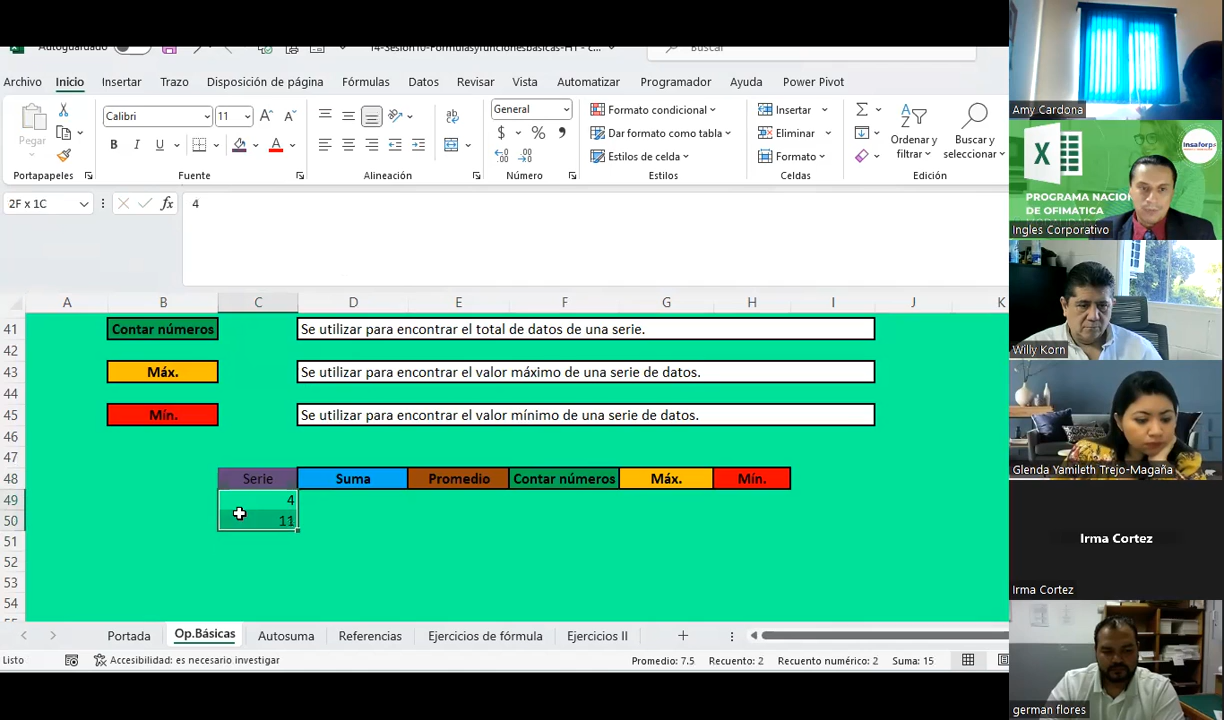 Autoguardado
14-Sesion10-Formulasyfuncionesbasicas-H1 - c...
Buscar
Archivo Inicio Insertar Trazo Disposición de página Fórmulas Datos Revisar Vista Automatizar Programador Ayuda Power Pivot
Pegar
Calibri 11
N K S
General
$ % ,
Formato condicional
Dar formato como tabla
Estilos de celda
Insertar
Eliminar
Formato
Ordenar y filtrar
Buscar y seleccionar
Portapapeles Fuente Alineación Número Estilos Celdas Edición
2F x 1C fx 4
A B C D E F G H I J K
41 Contar números Se utilizar para encontrar el total de datos de una serie.
42
43 Máx. Se utilizar para encontrar el valor máximo de una serie de datos.
44
45 Mín. Se utilizar para encontrar el valor mínimo de una serie de datos.
46
47
48 Serie Suma Promedio Contar números Máx. Mín.
49 4
50 11
51
52
53
54
Portada Op.Básicas Autosuma Referencias Ejercicios de fórmula Ejercicios II
Listo Accesibilidad: es necesario investigar Promedio: 7.5 Recuento: 2 Recuento numérico: 2 Suma: 15
Amy Cardona
insaforp
PROGRAMA NACION
DE OFIMATICA
Ingles Corporativo
Willy Korn
Glenda Yamileth Trejo-Magaña
Irma Cortez
Irma Cortez
german flores